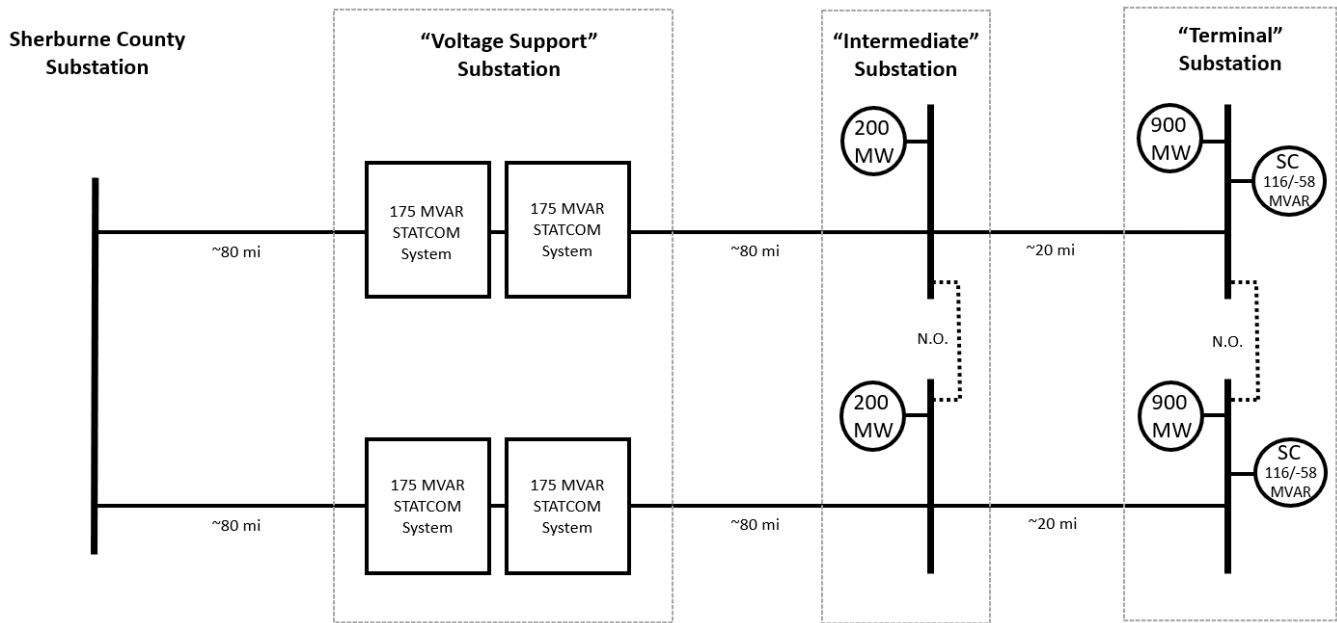 Sherburne County
Substation
“Voltage Support”
Substation
“Intermediate”
Substation
“Terminal”
Substation
200
MW
900
MW
SC
116/-58
MVAR
175 MVAR
STATCOM
System
175 MVAR
STATCOM
System
~80 mi
~80 mi
~20 mi
N.O.
N.O.
200
MW
900
MW
SC
116/-58
MVAR
175 MVAR
STATCOM
System
175 MVAR
STATCOM
System
~80 mi
~80 mi
~20 mi